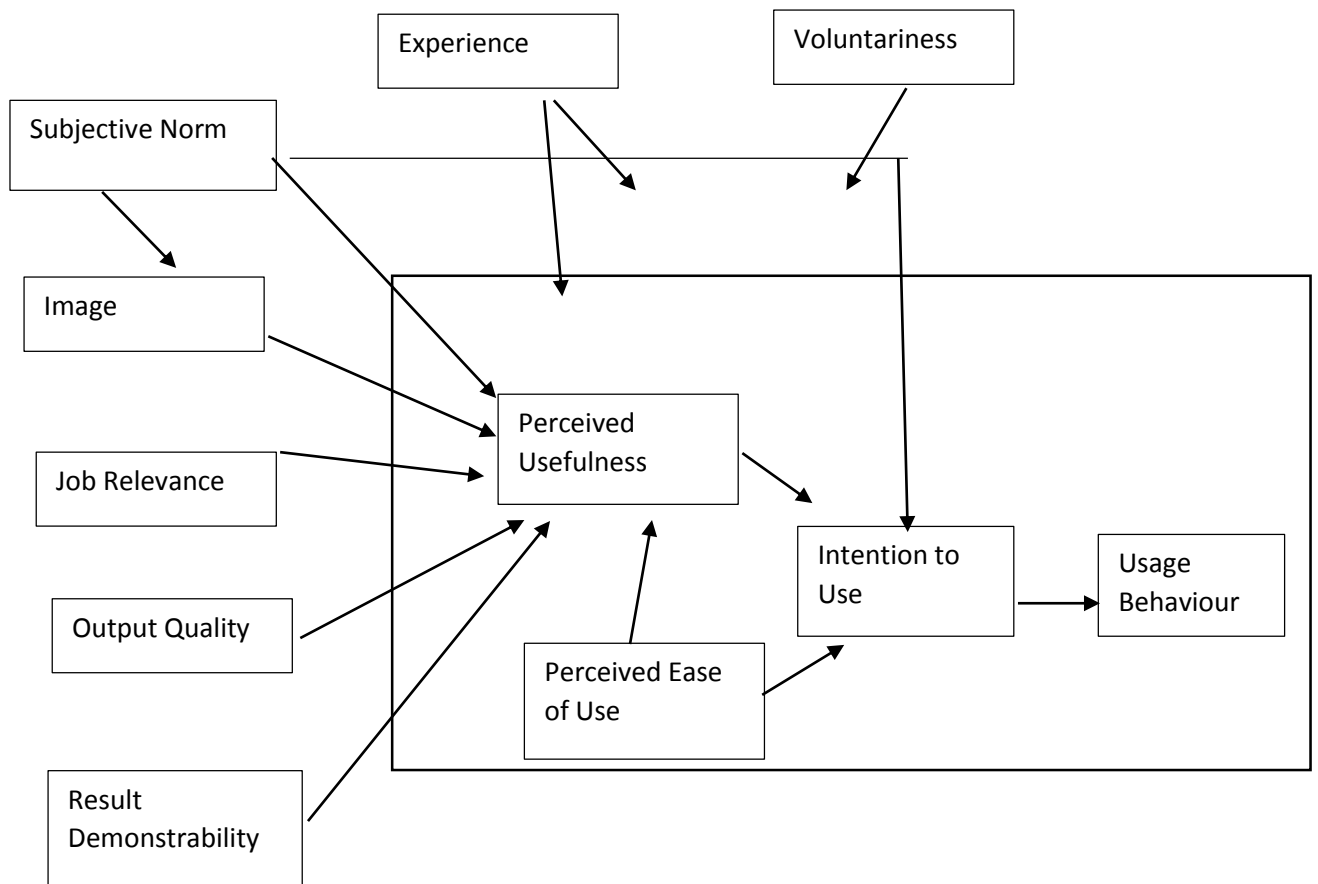 Experience
Voluntariness
Subjective Norm
Image
Perceived
Usefulness
Job Relevance
Intention to
Use
Usage
Behaviour
Output Quality
Perceived Ease
of Use
Result
Demonstrability